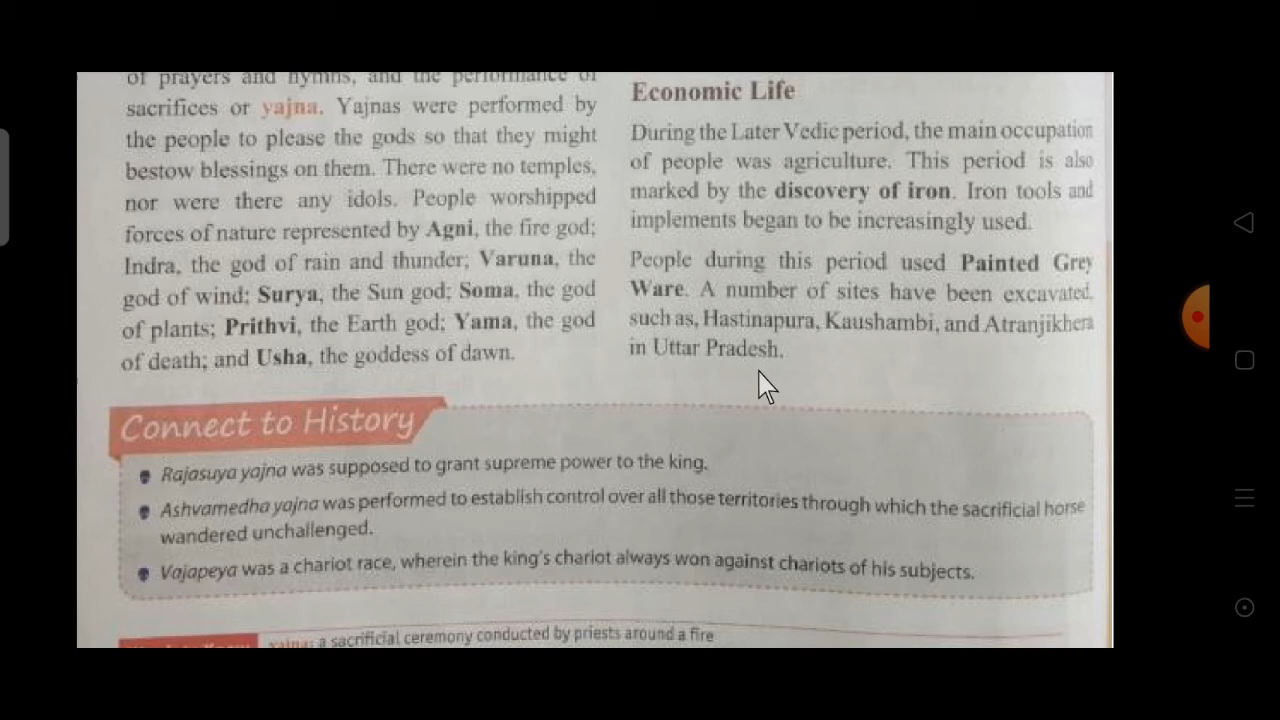 of prayers and hymns, and the performance of
sacrifices or yajna. Yajnas were performed by
the people to please the gods so that they might
bestow blessings on them. There were no temples,
nor were there any idols. People worshipped
forces of nature represented by Agni, the fire god;
Indra, the god of rain and thunder; Varuna, the
god of wind; Surya, the Sun god; Soma, the god
of plants; Prithvi, the Earth god; Yama, the god
of death; and Usha, the goddess of dawn.
Economic Life
During the Later Vedic period, the main occupation
of people was agriculture. This period is also
marked by the discovery of iron. Iron tools and
implements began to be increasingly used.
People during this period used Painted Grey
Ware. A number of sites have been excavated,
such as, Hastinapura, Kaushambi, and Atranjikhera
in Uttar Pradesh.
Connect to History
Rajasuya yajna was supposed to grant supreme power to the king.
Ashvamedha yajna was performed to establish control over all those territories through which the sacrificial horse
wandered unchallenged.
Vajapeya was a chariot race, wherein the king's chariot always won against chariots of his subjects.
yajna: a sacrificial ceremony conducted by priests around a fire